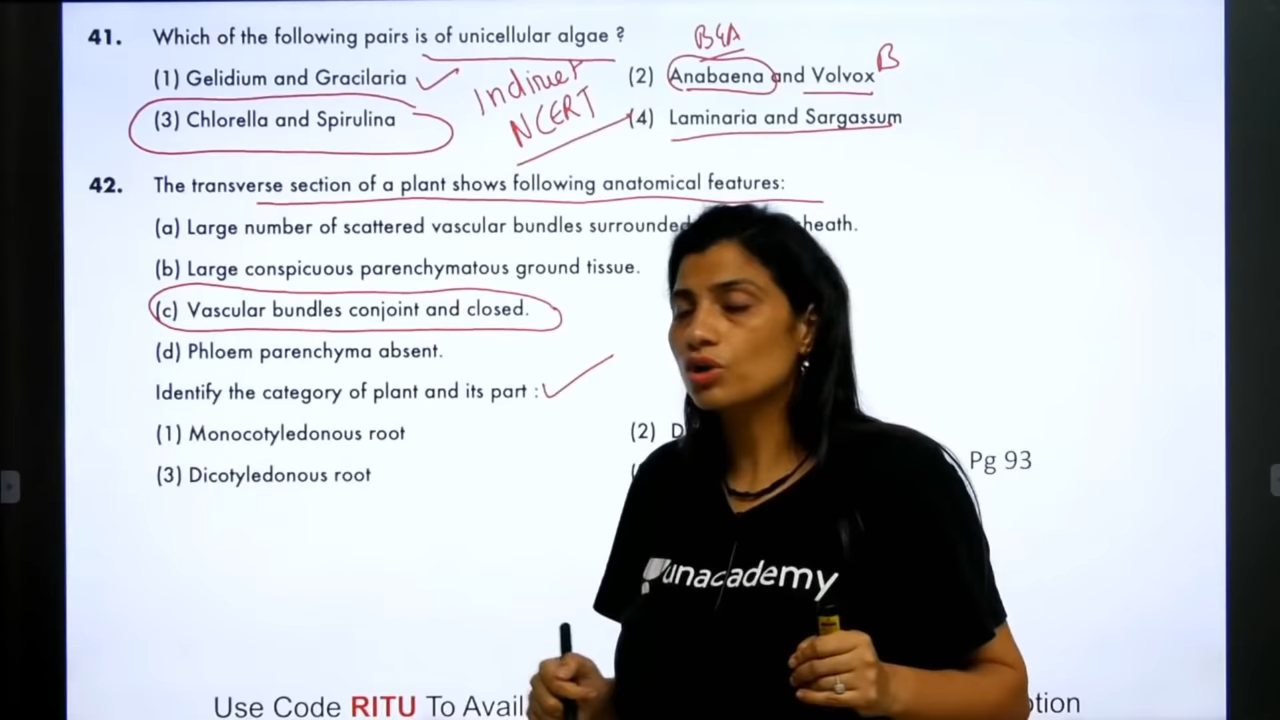 41. Which of the following pairs is of unicellular algae ?
BGA
(1) Gelidium and Gracilaria
(2) Anabaena and Volvox
B
Indirect
NCERT
(3) Chlorella and Spirulina
(4) Laminaria and Sargassum
42. The transverse section of a plant shows following anatomical features:
(a) Large number of scattered vascular bundles surrounded heath.
(b) Large conspicuous parenchymatous ground tissue.
(c) Vascular bundles conjoint and closed.
(d) Phloem parenchyma absent.
Identify the category of plant and its part :
(1) Monocotyledonous root
(2) D
(3) Dicotyledonous root
Pg 93
unacademy
Use Code RITU To Avail ption